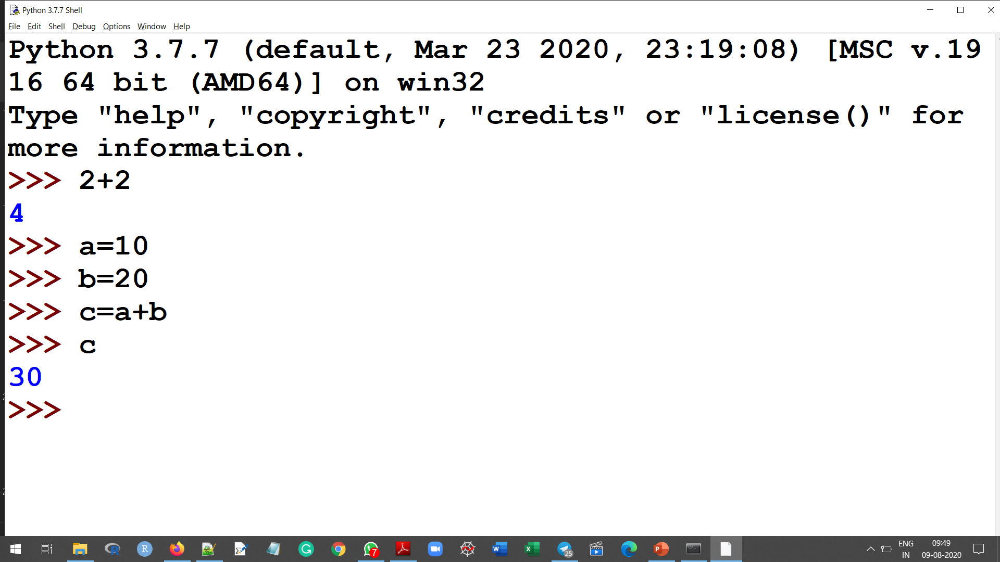 Python 3.7.7 Shell
File Edit Shell Debug Options Window Help
Python 3.7.7 (default, Mar 23 2020, 23:19:08) [MSC v.19
16 64 bit (AMD64)] on win32
Type "help", "copyright", "credits" or "license()" for
more information.
>>> 2+2
4
>>> a=10
>>> b=20
>>> c=a+b
>>> c
30
>>>
R
R
G
7
W
X
25
P
ENG
IN
09:49
09-08-2020